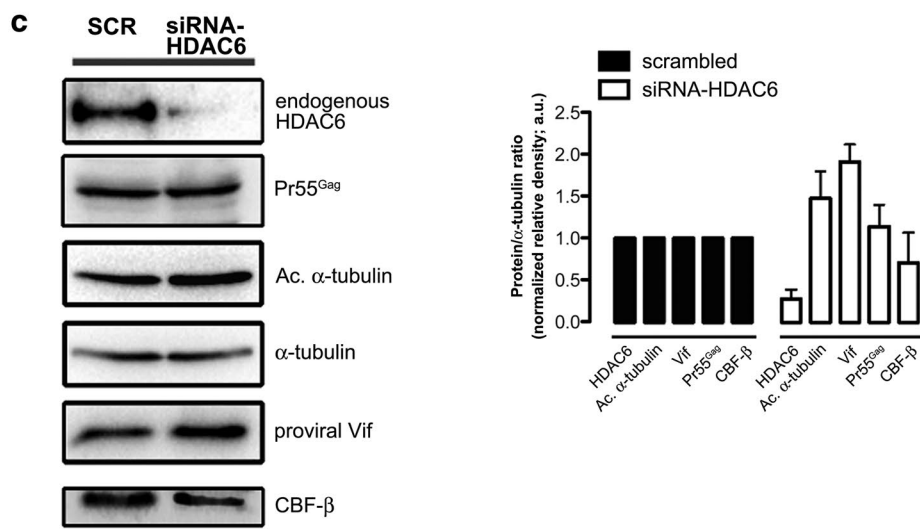 c
SCR
siRNA-
HDAC6
endogenous
HDAC6
Pr55Gag
Ac. α-tubulin
α-tubulin
proviral Vif
CBF-β
scrambled
siRNA-HDAC6
Protein/α-tubulin ratio
(normalized relative density; a.u.)
2.5
2.0
1.5
1.0
0.5
0.0
HDAC6
Ac. α-tubulin
Vif
Pr55Gag
CBF-β
HDAC6
Ac. α-tubulin
Vif
Pr55Gag
CBF-β